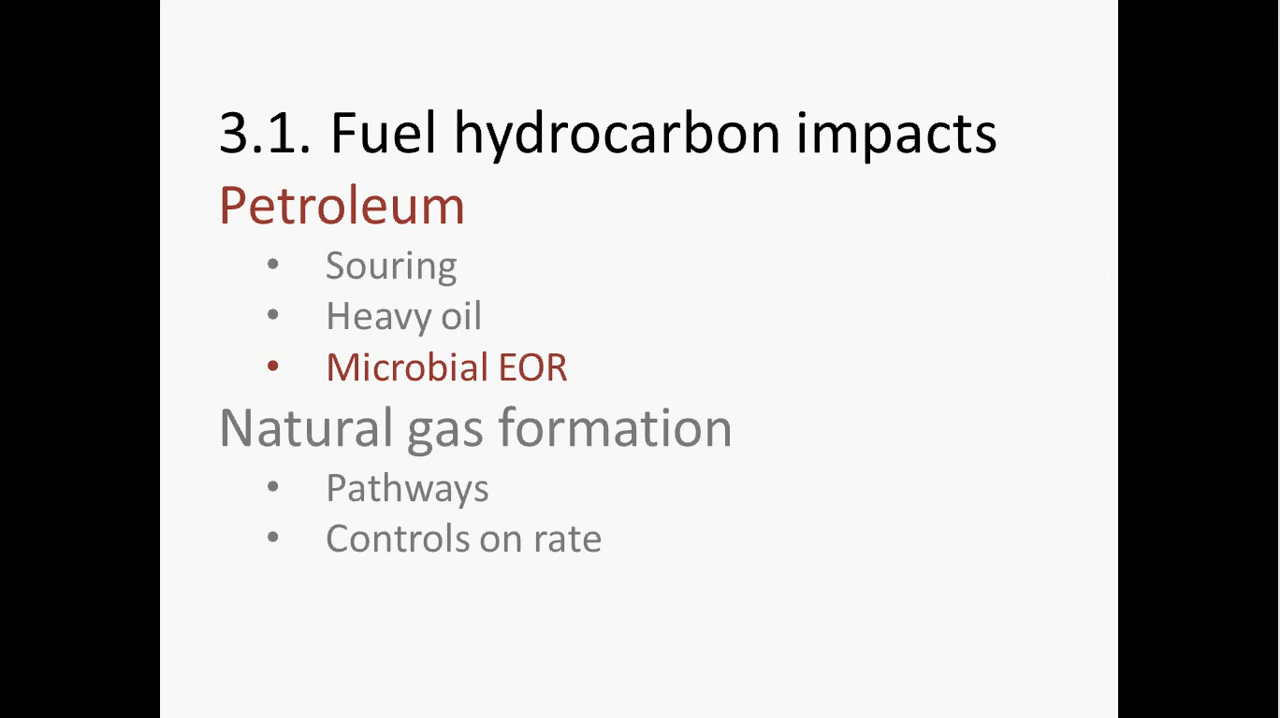 3.1. Fuel hydrocarbon impacts
Petroleum
• Souring
• Heavy oil
• Microbial EOR
Natural gas formation
• Pathways
• Controls on rate